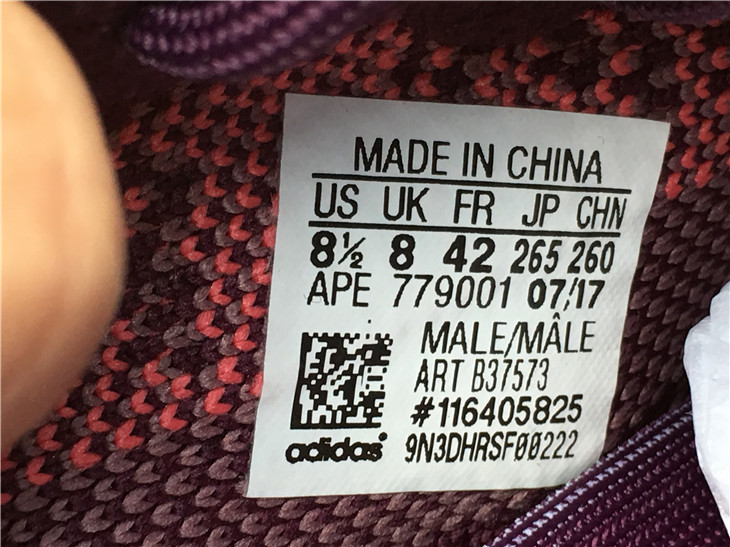 MADE IN CHINA
US UK FR JP CHN
8½ 8 42 265 260
APE 779001 07/17
MALE/MÂLE
ART B37573
#116405825
adidas® 9N3DHRSF00222